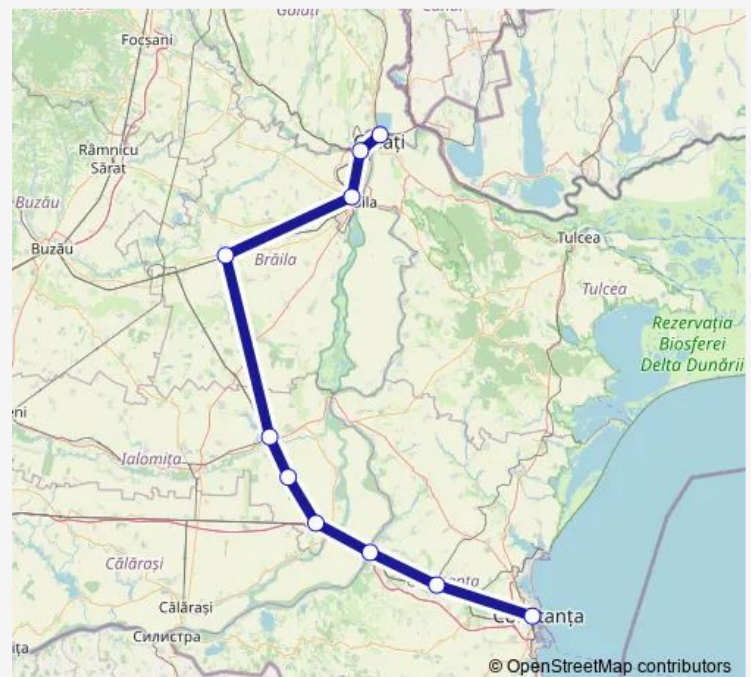 Galați
Focșani
Râmnicu
Sărat
Buzău
Buzău
Brăila
Tulcea
Tulcea
Rezervația
Biosferei
Delta Dunării
Ialomița
Călărași
Călărași
Силистра
Constanța
© OpenStreetMap contributors